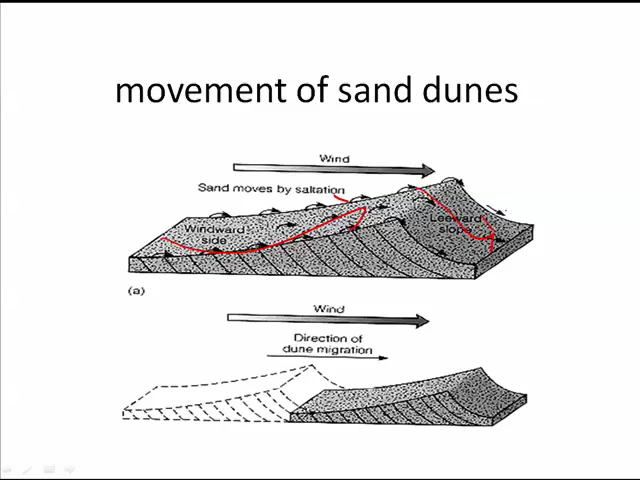 movement of sand dunes
Wind
Sand moves by saltation
Windward
side
Leeward
slope
(a)
Wind
Direction of
dune migration